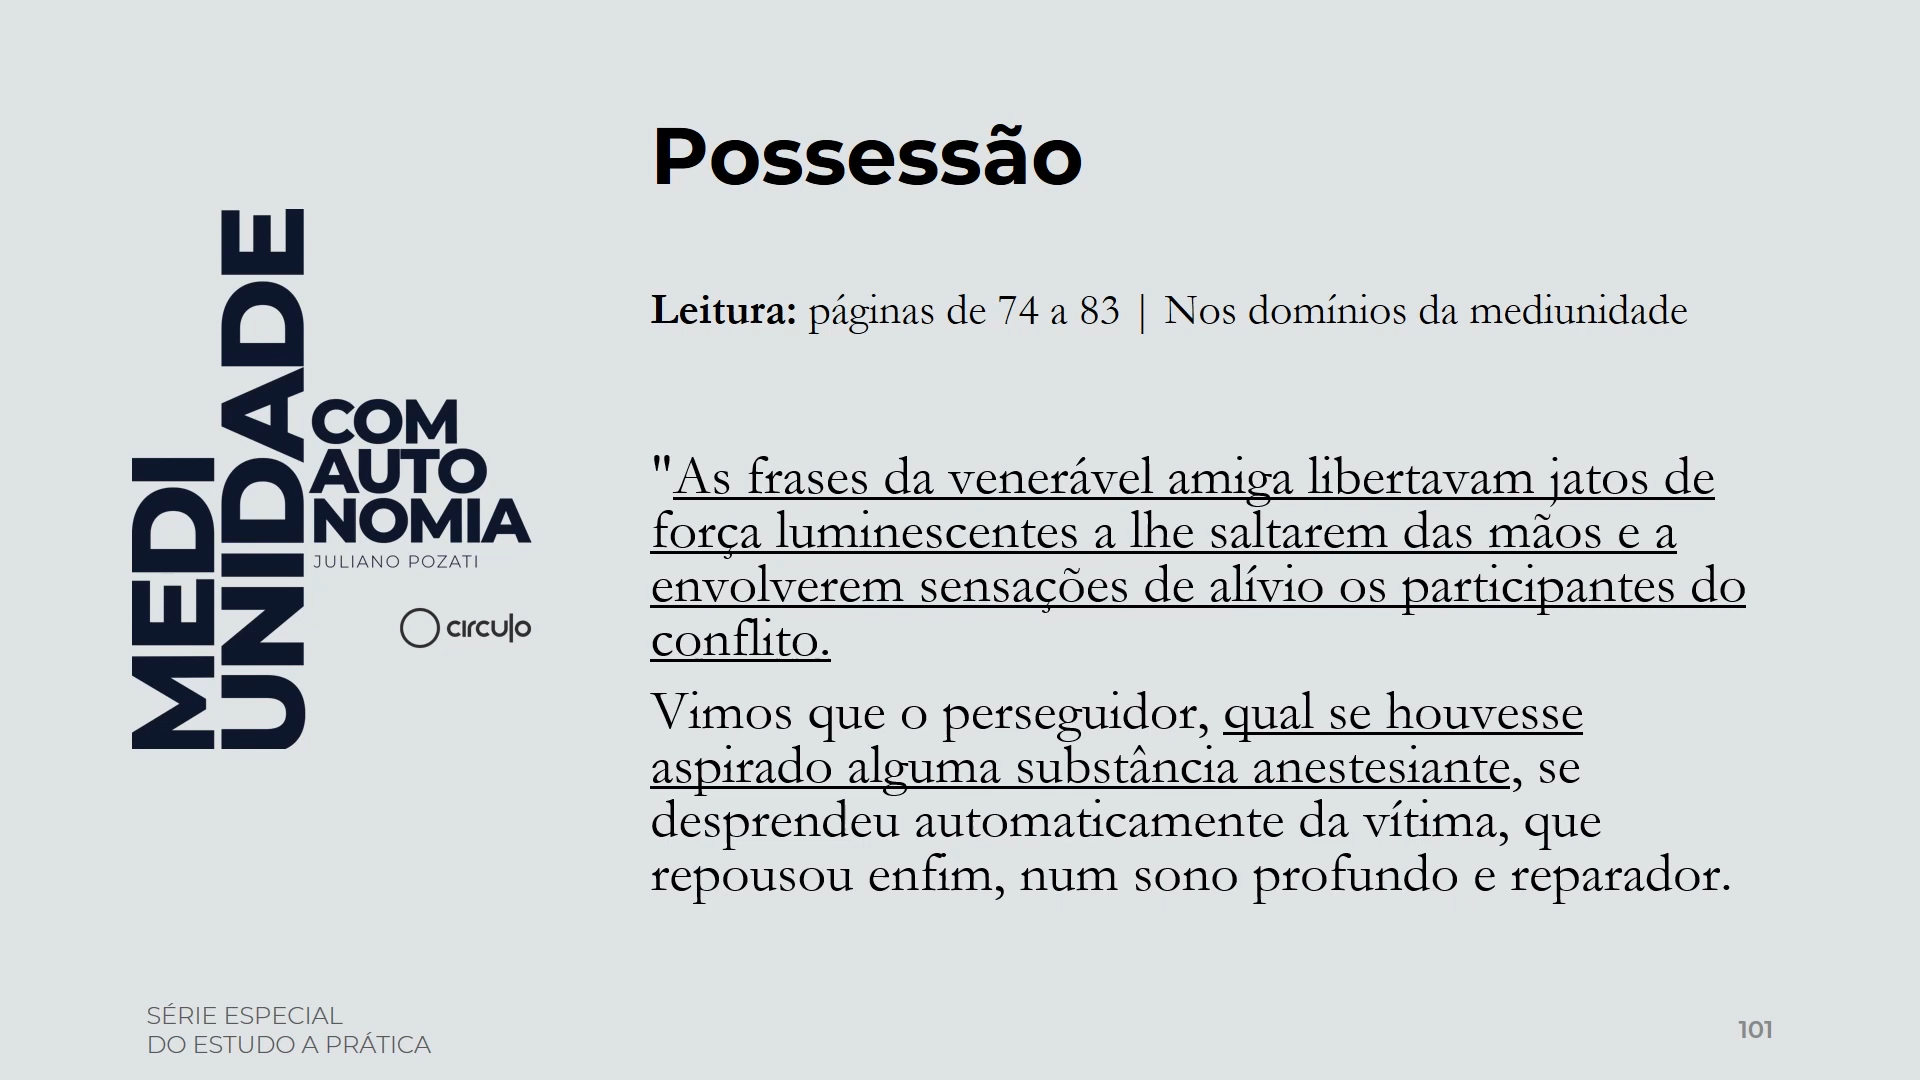 Possessão
Leitura: páginas de 74 a 83 | Nos domínios da mediunidade
MEDI
UNIDADE
COM
AUTO
NOMIA
JULIANO POZATI
circulo
"As frases da venerável amiga libertavam jatos de
força luminescentes a lhe saltarem das mãos e a
envolverem sensações de alívio os participantes do
conflito.
Vimos que o perseguidor, qual se houvesse
aspirado alguma substância anestesiante, se
desprendeu automaticamente da vítima, que
repousou enfim, num sono profundo e reparador.
SÉRIE ESPECIAL
DO ESTUDO A PRÁTICA
101